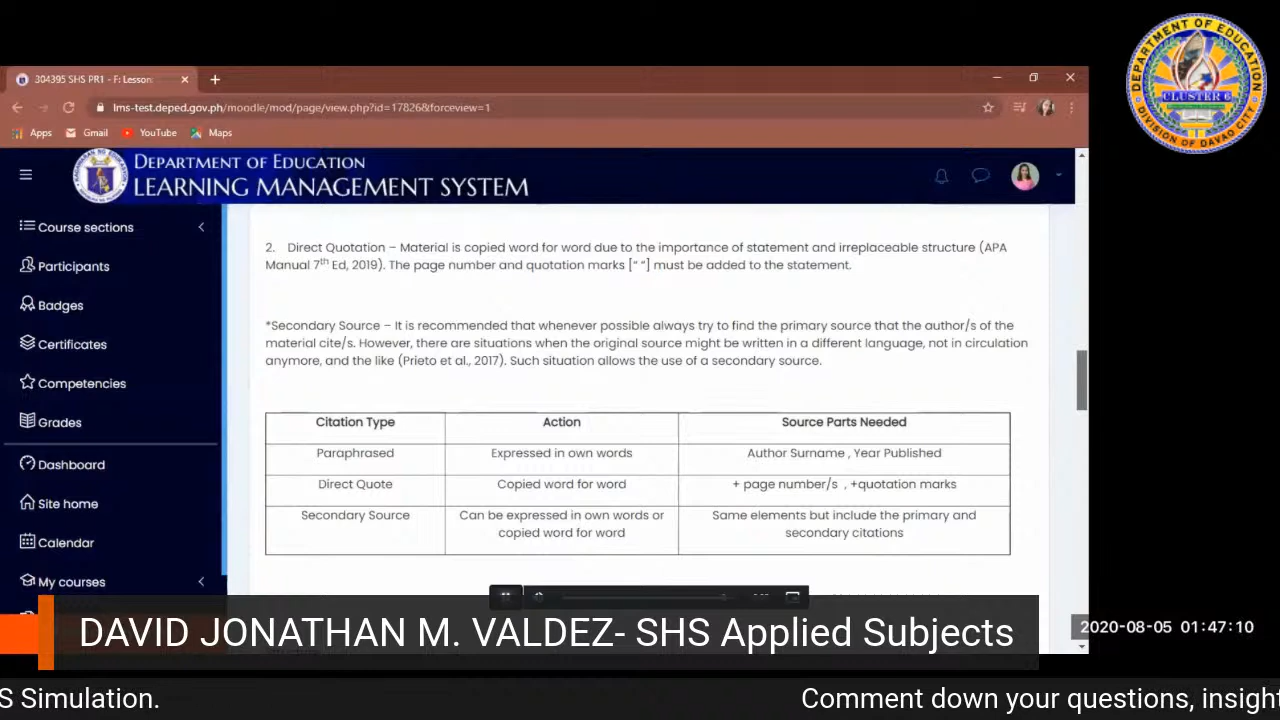 DEPARTMENT OF EDUCATION
CLUSTER 6
DIVISION OF DAVAO CITY
304395 SHS PR1 - F: Lesson
lms-test.deped.gov.ph/moodle/mod/page/view.php?id=17826&forceview=1
Apps Gmail YouTube Maps
DEPARTMENT OF EDUCATION
LEARNING MANAGEMENT SYSTEM
Course sections
Participants
Badges
Certificates
Competencies
Grades
Dashboard
Site home
Calendar
My courses
2. Direct Quotation – Material is copied word for word due to the importance of statement and irreplaceable structure (APA
Manual 7th Ed, 2019). The page number and quotation marks [“ “] must be added to the statement.
*Secondary Source – It is recommended that whenever possible always try to find the primary source that the author/s of the
material cite/s. However, there are situations when the original source might be written in a different language, not in circulation
anymore, and the like (Prieto et al., 2017). Such situation allows the use of a secondary source.
Citation Type Action Source Parts Needed
Paraphrased Expressed in own words Author Surname , Year Published
Direct Quote Copied word for word + page number/s , +quotation marks
Secondary Source Can be expressed in own words or Same elements but include the primary and
copied word for word secondary citations
DAVID JONATHAN M. VALDEZ- SHS Applied Subjects
2020-08-05 01:47:10
S Simulation. Comment down your questions, insight